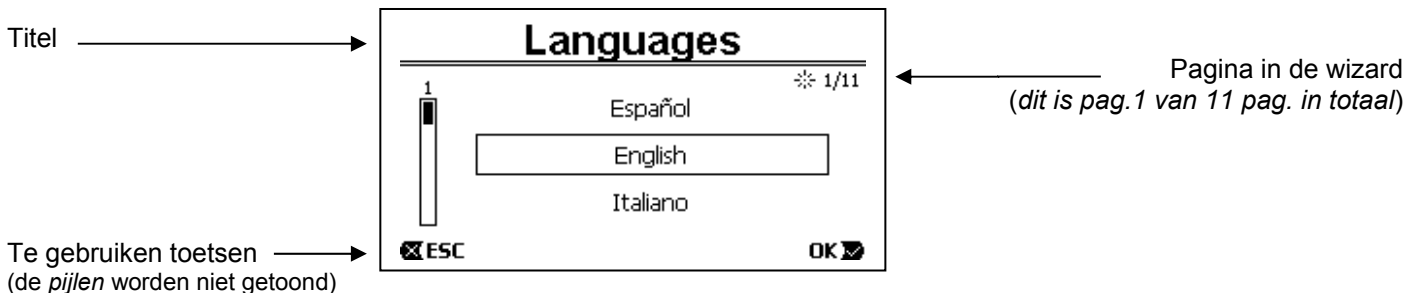 Titel
Languages
Pagina in de wizard
(dit is pag.1 van 11 pag. in totaal)
1/11
1
Español
English
Italiano
Te gebruiken toetsen
(de pijlen worden niet getoond)
ESC
OK